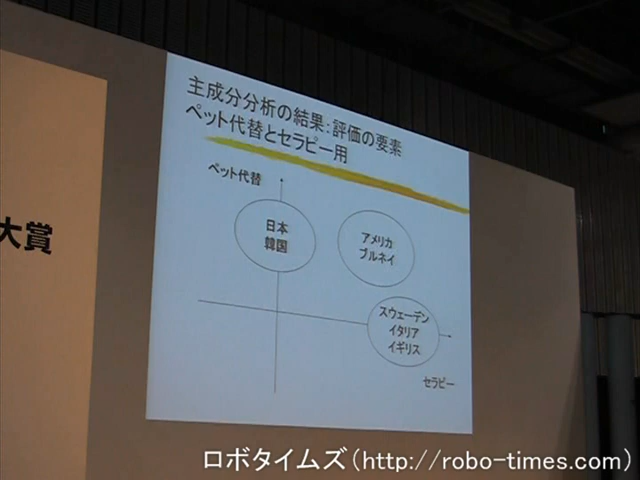 主成分分析の結果：評価の要素
ペット代替とセラピー用
ペット代替
日本
韓国
アメリカ
ブルネイ
スウェーデン
イタリア
イギリス
セラピー
大賞
ロボタイムズ（http://robo-times.com）